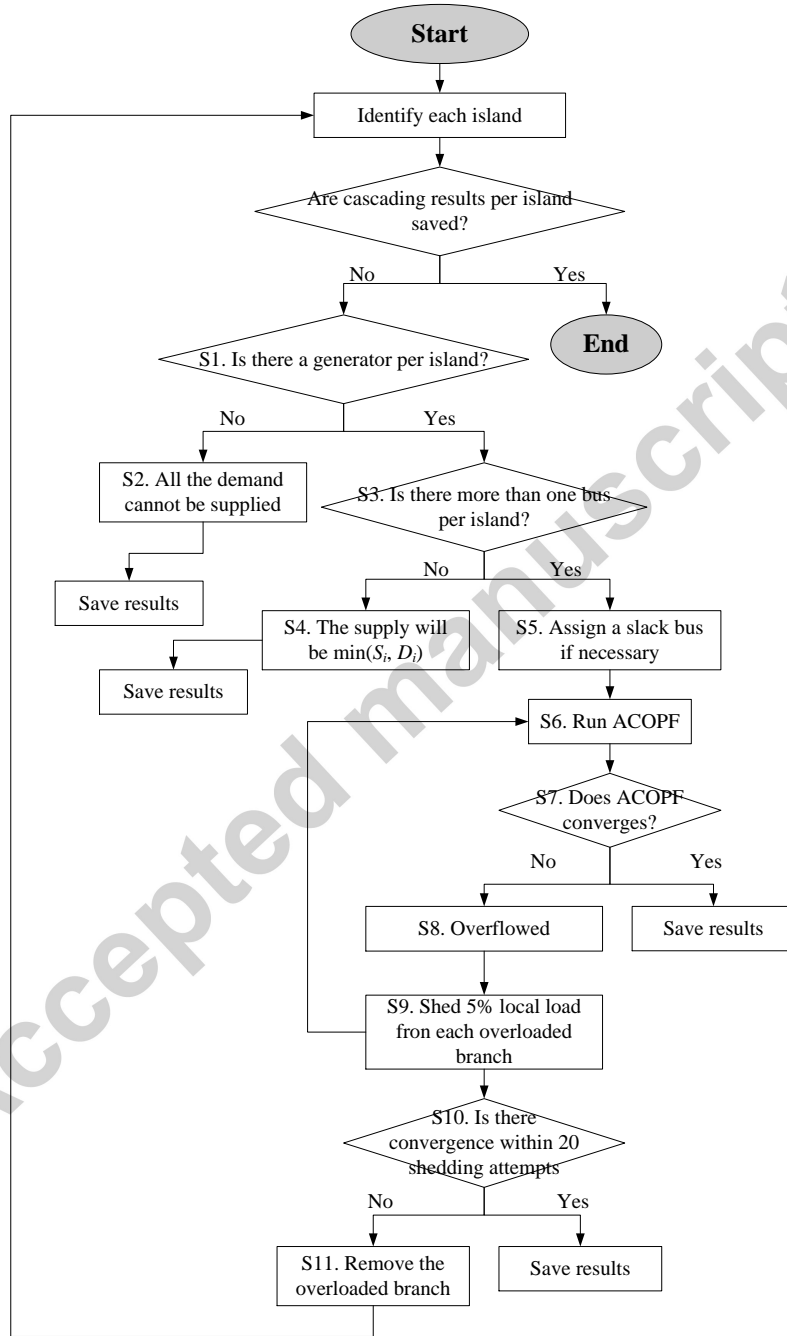 Start
Identify each island
Are cascading results per island
saved?
No
Yes
End
S1. Is there a generator per island?
No
Yes
S2. All the demand
cannot be supplied
S3. Is there more than one bus
per island?
Save results
No
Yes
S4. The supply will
be min(Si, Di)
S5. Assign a slack bus
if necessary
Save results
S6. Run ACOPF
S7. Does ACOPF
converges?
No
Yes
S8. Overflowed
Save results
S9. Shed 5% local load
fron each overloaded
branch
S10. Is there
convergence within 20
shedding attempts
No
Yes
S11. Remove the
overloaded branch
Save results
Accepted manuscript